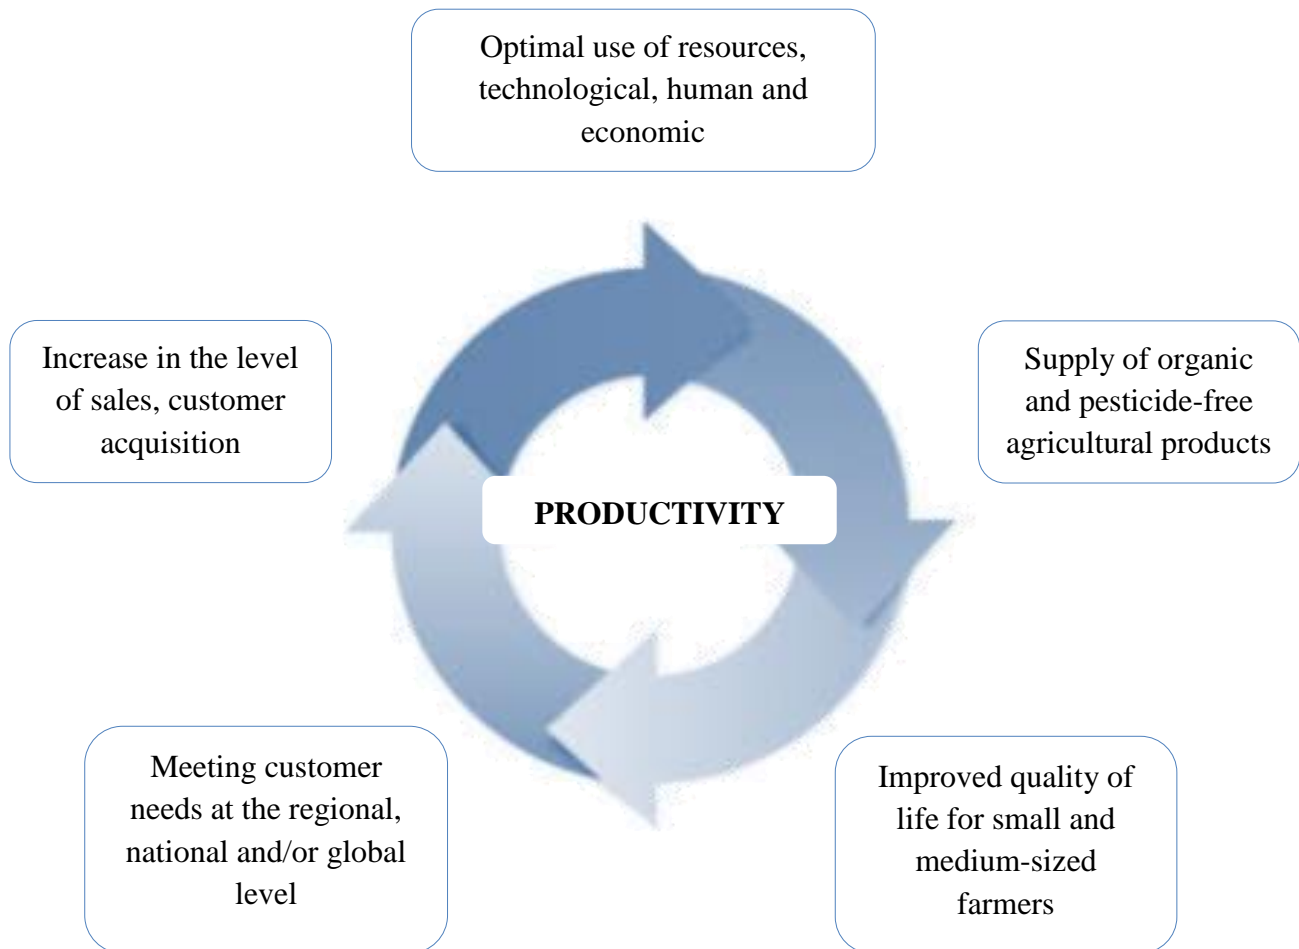 Optimal use of resources,
technological, human and
economic
Increase in the level
of sales, customer
acquisition
Supply of organic
and pesticide-free
agricultural products
PRODUCTIVITY
Meeting customer
needs at the regional,
national and/or global
level
Improved quality of
life for small and
medium-sized
farmers